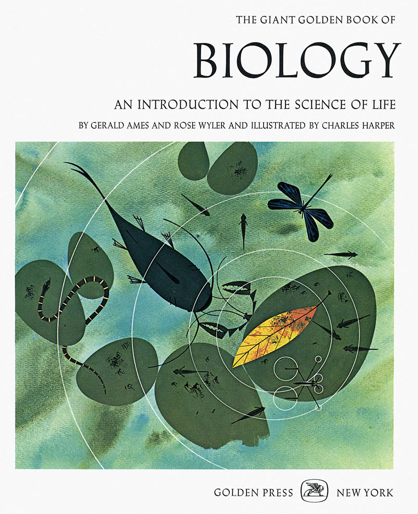 THE GIANT GOLDEN BOOK OF
BIOLOGY
AN INTRODUCTION TO THE SCIENCE OF LIFE
BY GERALD AMES AND ROSE WYLER AND ILLUSTRATED BY CHARLES HARPER
GOLDEN PRESS NEW YORK